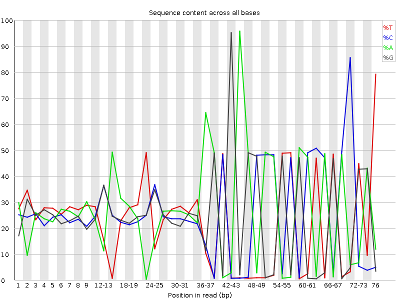 Sequence content across all bases
%T
%C
%A
%G
100
90
80
70
60
50
40
30
20
10
0
1 2 3 4 5 6 7 8 9 12-13 18-19 24-25 30-31 36-37 42-43 48-49 54-55 60-61 66-67 72-73 76
Position in read (bp)